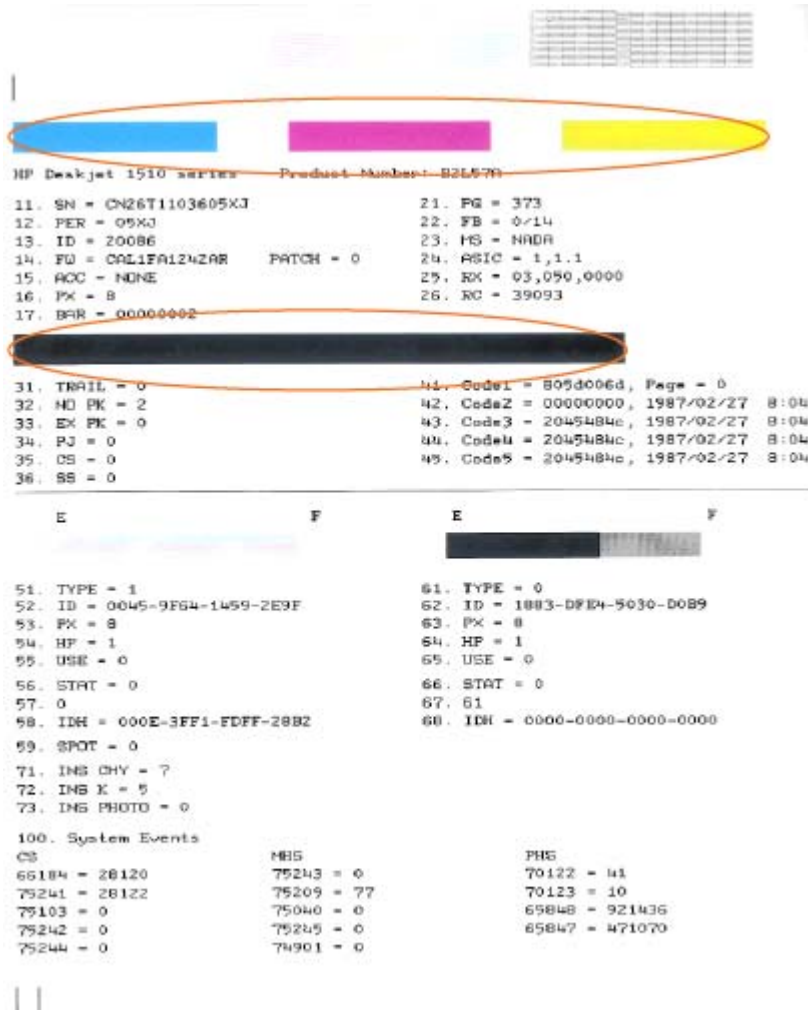 HP Deskjet 1510 series Product Number: B2L57A
11. SN = CN26T1103605XJ 21. PG = 373
12. PER = 05XJ 22. FB = 0/14
13. ID = 20086 23. MS = NADA
14. FW = CAL1FA1242AR PATCH = 0 24. ASIC = 1,1.1
15. ACC = NONE 25. RX = 03,050,0000
16. PX = 8 26. RC = 39093
17. BAR = 00000002
31. TRAIL = 0 41. Code1 = 805d006d, Page = 0
32. NO PK = 2 42. Code2 = 00000000, 1987/02/27 8:04
33. EX PK = 0 43. Code3 = 2045484c, 1987/02/27 8:04
34. PJ = 0 44. Code4 = 2045484c, 1987/02/27 8:04
35. CS = 0 45. Code5 = 2045484c, 1987/02/27 8:04
36. SS = 0
E F E F
51. TYPE = 1 61. TYPE = 0
52. ID = 0045-9F64-1459-2E9F 62. ID = 1883-DFE4-5030-D0B9
53. PX = 8 63. PX = 8
54. HP = 1 64. HP = 1
55. USE = 0 65. USE = 0
56. STAT = 0 66. STAT = 0
57. 0 67. 61
58. IDH = 000E-3FF1-FDFF-28B2 68. IDH = 0000-0000-0000-0000
59. SPOT = 0
71. INS CMY = 7
72. INS K = 5
73. INS PHOTO = 0
100. System Events
CS MHS PHS
66184 = 28120 75243 = 0 70122 = 41
75241 = 28122 75209 = 77 70123 = 10
75103 = 0 75040 = 0 65848 = 921436
75242 = 0 75245 = 0 65847 = 471070
75244 = 0 74901 = 0